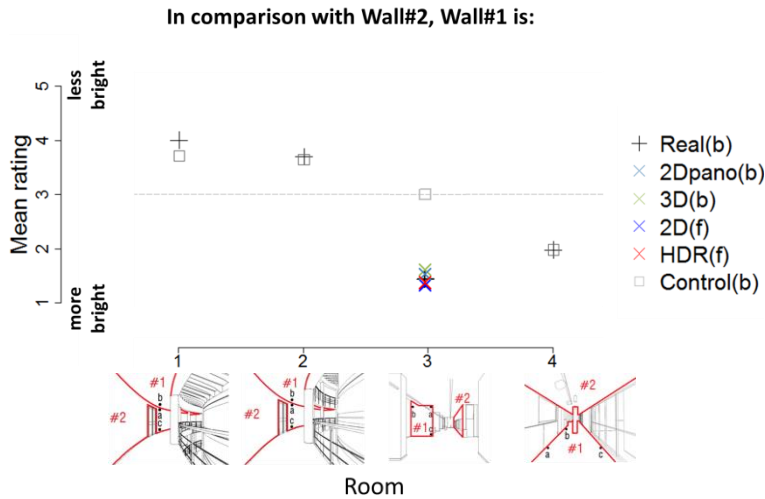 In comparison with Wall#2, Wall#1 is:
less
bright
5
4
3
2
1
Mean rating
more
bright
Real(b)
2Dpano(b)
3D(b)
2D(f)
HDR(f)
Control(b)
1 2 3 4
#1
b
#2
a
c
#1
b
#2
a
c
#2
b
a
#1
c
#2
b
#1
a
c
Room